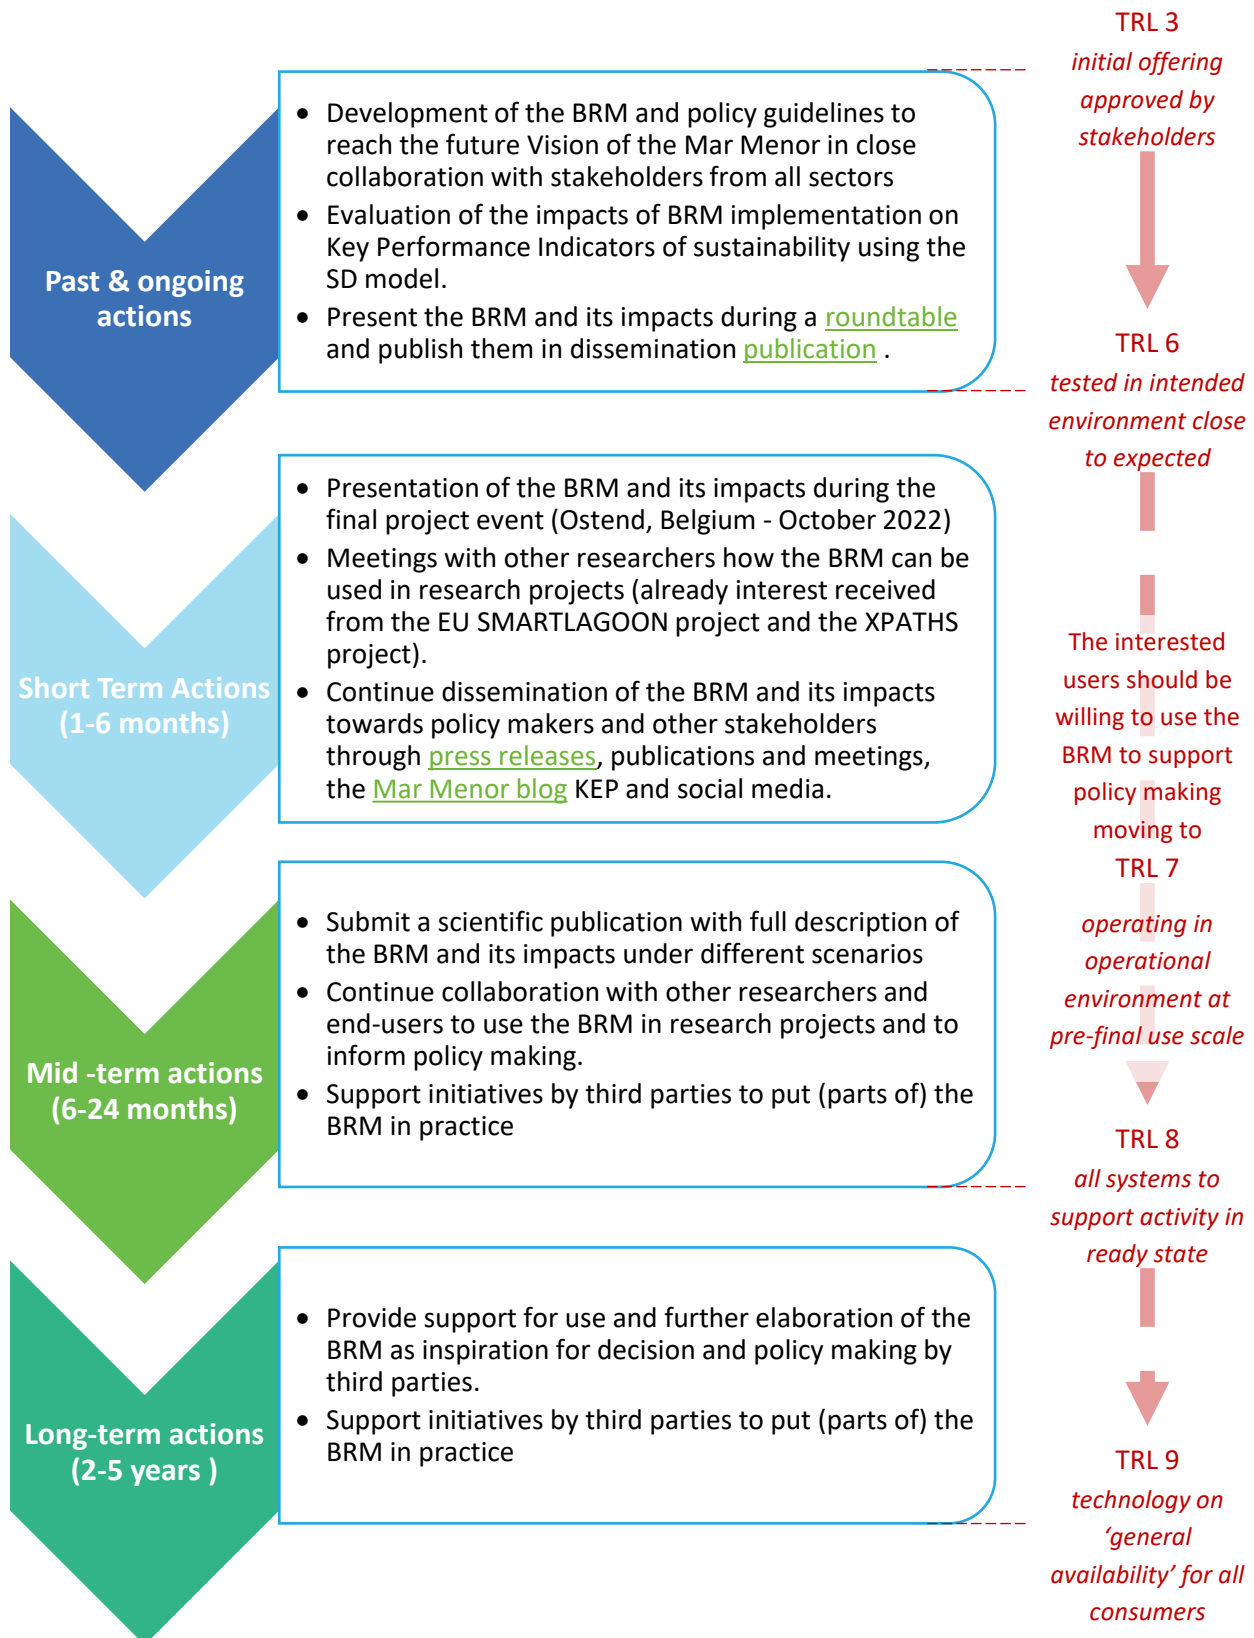 Past & ongoing
actions
• Development of the BRM and policy guidelines to
reach the future Vision of the Mar Menor in close
collaboration with stakeholders from all sectors
• Evaluation of the impacts of BRM implementation on
Key Performance Indicators of sustainability using the
SD model.
• Present the BRM and its impacts during a roundtable
and publish them in dissemination publication .
Short Term Actions
(1-6 months)
• Presentation of the BRM and its impacts during the
final project event (Ostend, Belgium - October 2022)
• Meetings with other researchers how the BRM can be
used in research projects (already interest received
from the EU SMARTLAGOON project and the XPATHS
project).
• Continue dissemination of the BRM and its impacts
towards policy makers and other stakeholders
through press releases, publications and meetings,
the Mar Menor blog KEP and social media.
Mid -term actions
(6-24 months)
• Submit a scientific publication with full description of
the BRM and its impacts under different scenarios
• Continue collaboration with other researchers and
end-users to use the BRM in research projects and to
inform policy making.
• Support initiatives by third parties to put (parts of) the
BRM in practice
Long-term actions
(2-5 years )
• Provide support for use and further elaboration of the
BRM as inspiration for decision and policy making by
third parties.
• Support initiatives by third parties to put (parts of) the
BRM in practice
TRL 3
initial offering
approved by
stakeholders
TRL 6
tested in intended
environment close
to expected
The interested
users should be
willing to use the
BRM to support
policy making
moving to
TRL 7
operating in
operational
environment at
pre-final use scale
TRL 8
all systems to
support activity in
ready state
TRL 9
technology on
‘general
availability’ for all
consumers